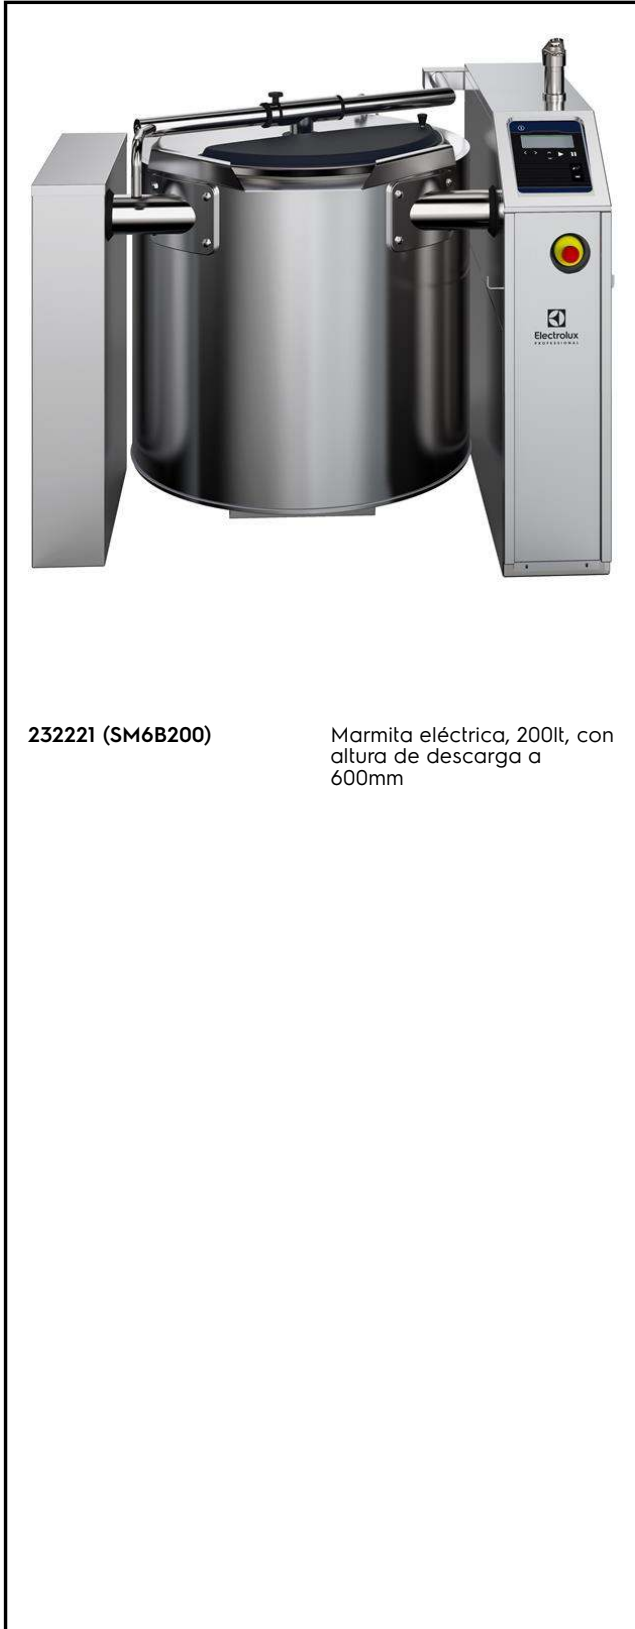 Electrolux
PROFESSIONAL
232221 (SM6B200)
Marmita eléctrica, 200lt, con
altura de descarga a
600mm